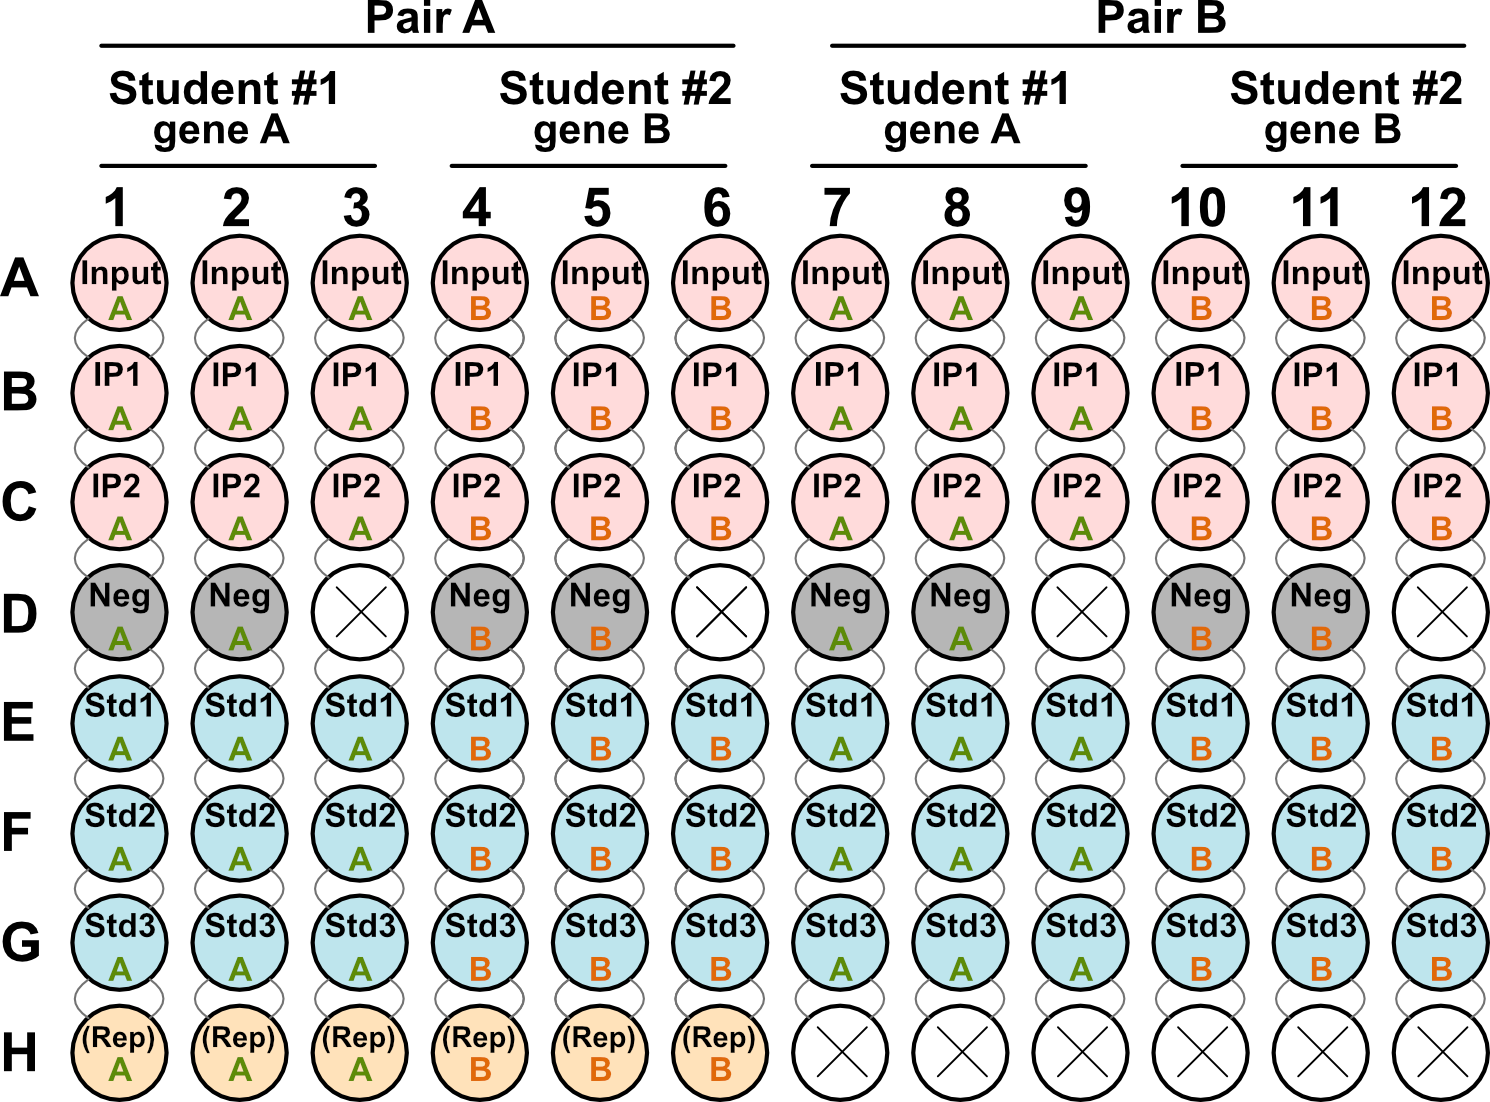 Pair A Pair B
Student #1 Student #2 Student #1 Student #2
gene A gene B gene A gene B
1 2 3 4 5 6 7 8 9 10 11 12
A Input Input Input Input Input Input Input Input Input Input Input Input
A A A B B B A A A B B B
B IP1 IP1 IP1 IP1 IP1 IP1 IP1 IP1 IP1 IP1 IP1 IP1
A A A B B B A A A B B B
C IP2 IP2 IP2 IP2 IP2 IP2 IP2 IP2 IP2 IP2 IP2 IP2
A A A B B B A A A B B B
D Neg Neg Neg Neg Neg Neg Neg Neg
A A B B A A B B
E Std1 Std1 Std1 Std1 Std1 Std1 Std1 Std1 Std1 Std1 Std1 Std1
A A A B B B A A A B B B
F Std2 Std2 Std2 Std2 Std2 Std2 Std2 Std2 Std2 Std2 Std2 Std2
A A A B B B A A A B B B
G Std3 Std3 Std3 Std3 Std3 Std3 Std3 Std3 Std3 Std3 Std3 Std3
A A A B B B A A A B B B
H (Rep) (Rep) (Rep) (Rep) (Rep) (Rep)
A A A B B B